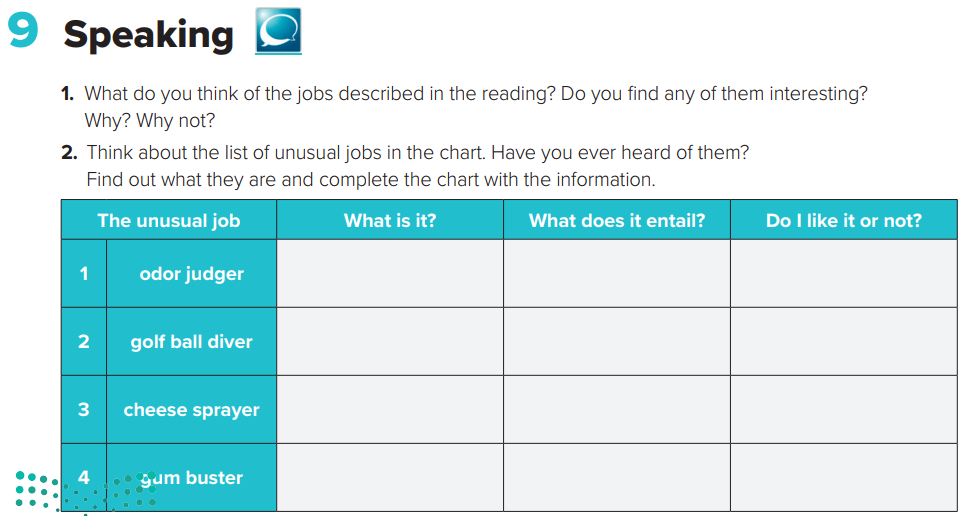 9 Speaking
1. What do you think of the jobs described in the reading? Do you find any of them interesting?
Why? Why not?
2. Think about the list of unusual jobs in the chart. Have you ever heard of them?
Find out what they are and complete the chart with the information.
The unusual job What is it? What does it entail? Do I like it or not?
1 odor judger
2 golf ball diver
3 cheese sprayer
4 gum buster